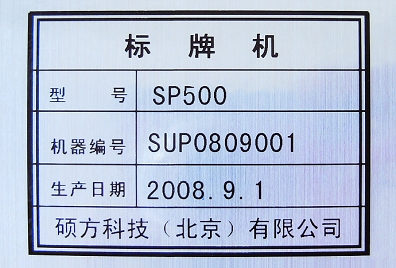 标牌机
型号 SP500
机器编号 SUP0809001
生产日期 2008.9.1
硕方科技（北京）有限公司